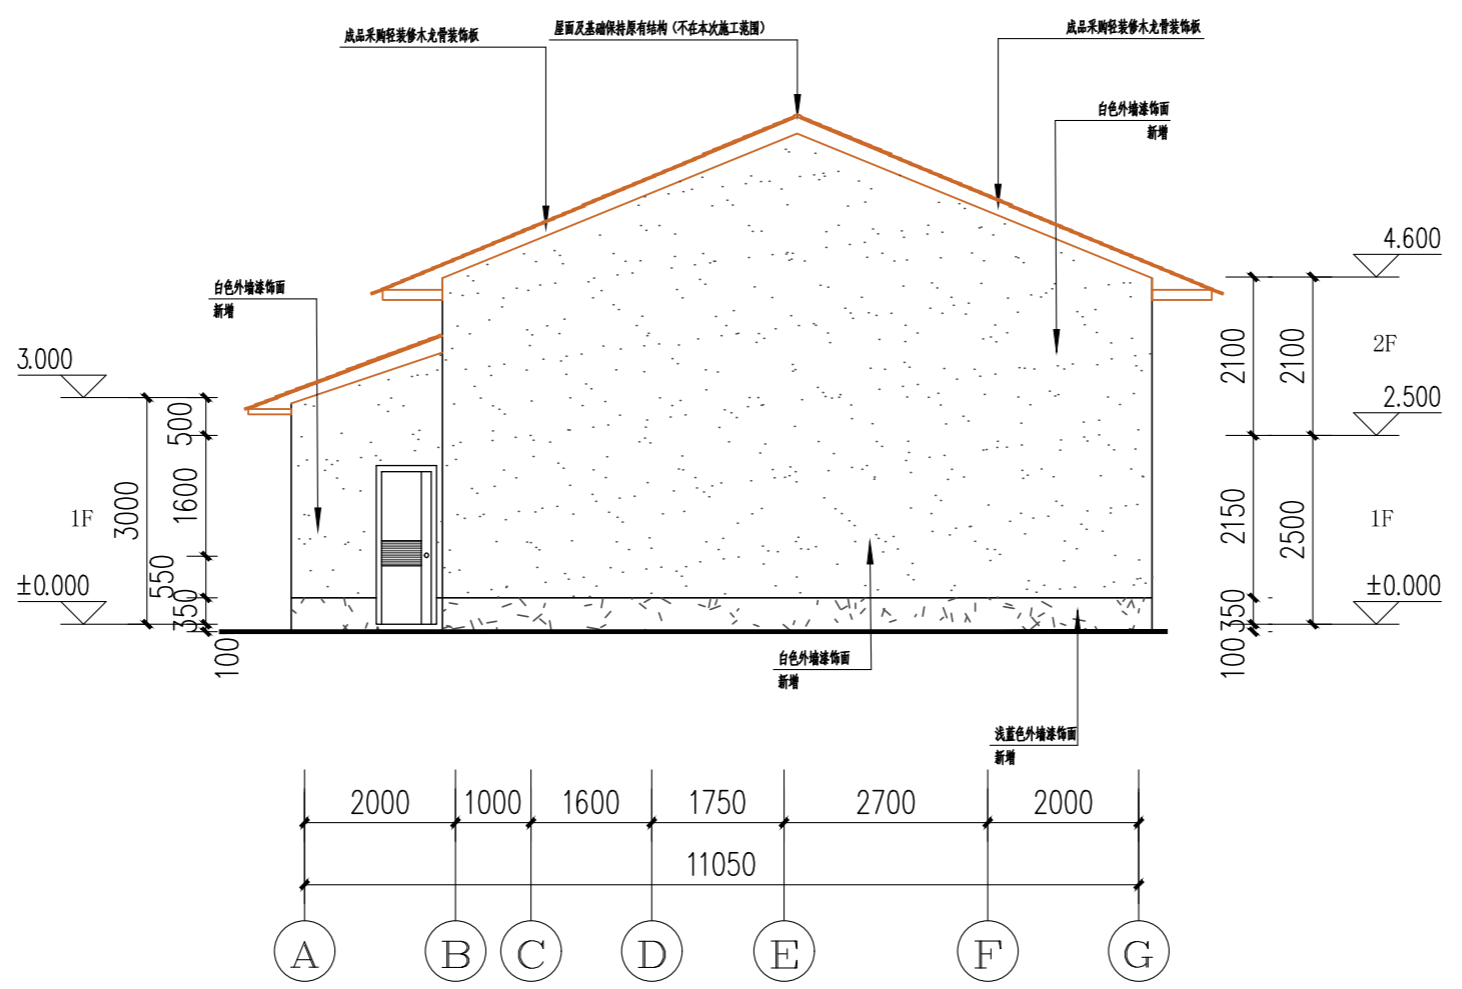 屋面及基础保持原有结构(不在本次施工范围)
成品采购轻装修木龙骨装饰板
成品采购轻装修木龙骨装饰板
白色外墙漆饰面
新增
4.600
白色外墙漆饰面
新增
3.000
2100
2100
2F
2.500
500
1600
3000
1F
550
350
±0.000
100
2150
2500
1F
±0.000
350
100
白色外墙漆饰面
新增
浅蓝色外墙漆饰面
新增
2000
1000
1600
1750
2700
2000
11050
A
B
C
D
E
F
G